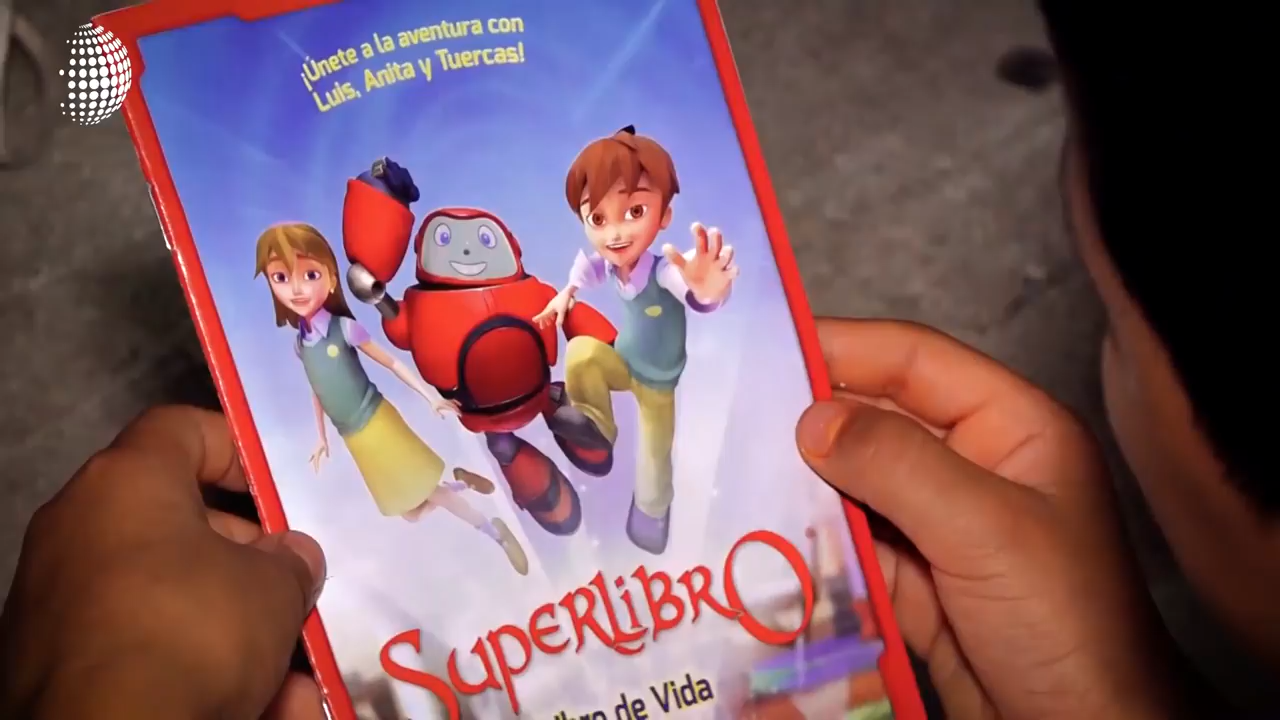 ¡Únete a la aventura con
Luis, Anita y Tuercas!
SUPERLiBRO
de Vida